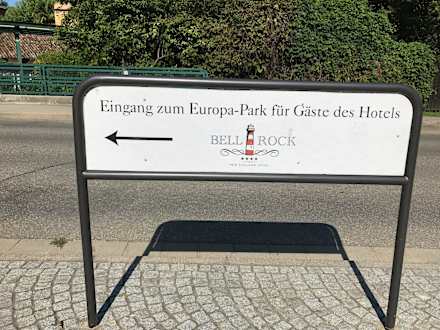 Eingang zum Europa-Park für Gäste des Hotels
BELL ROCK